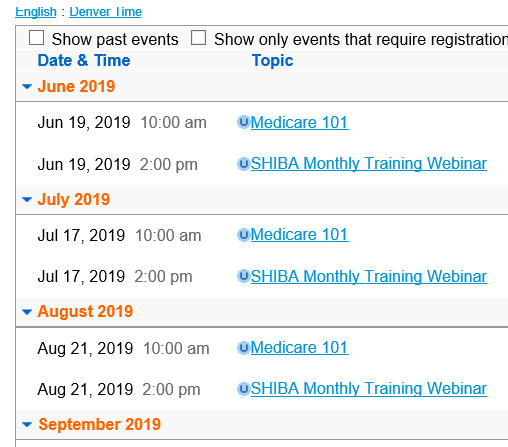 English : Denver Time
Show past events Show only events that require registration
Date & Time Topic
June 2019
Jun 19, 2019 10:00 am U Medicare 101
Jun 19, 2019 2:00 pm U SHIBA Monthly Training Webinar
July 2019
Jul 17, 2019 10:00 am U Medicare 101
Jul 17, 2019 2:00 pm U SHIBA Monthly Training Webinar
August 2019
Aug 21, 2019 10:00 am U Medicare 101
Aug 21, 2019 2:00 pm U SHIBA Monthly Training Webinar
September 2019